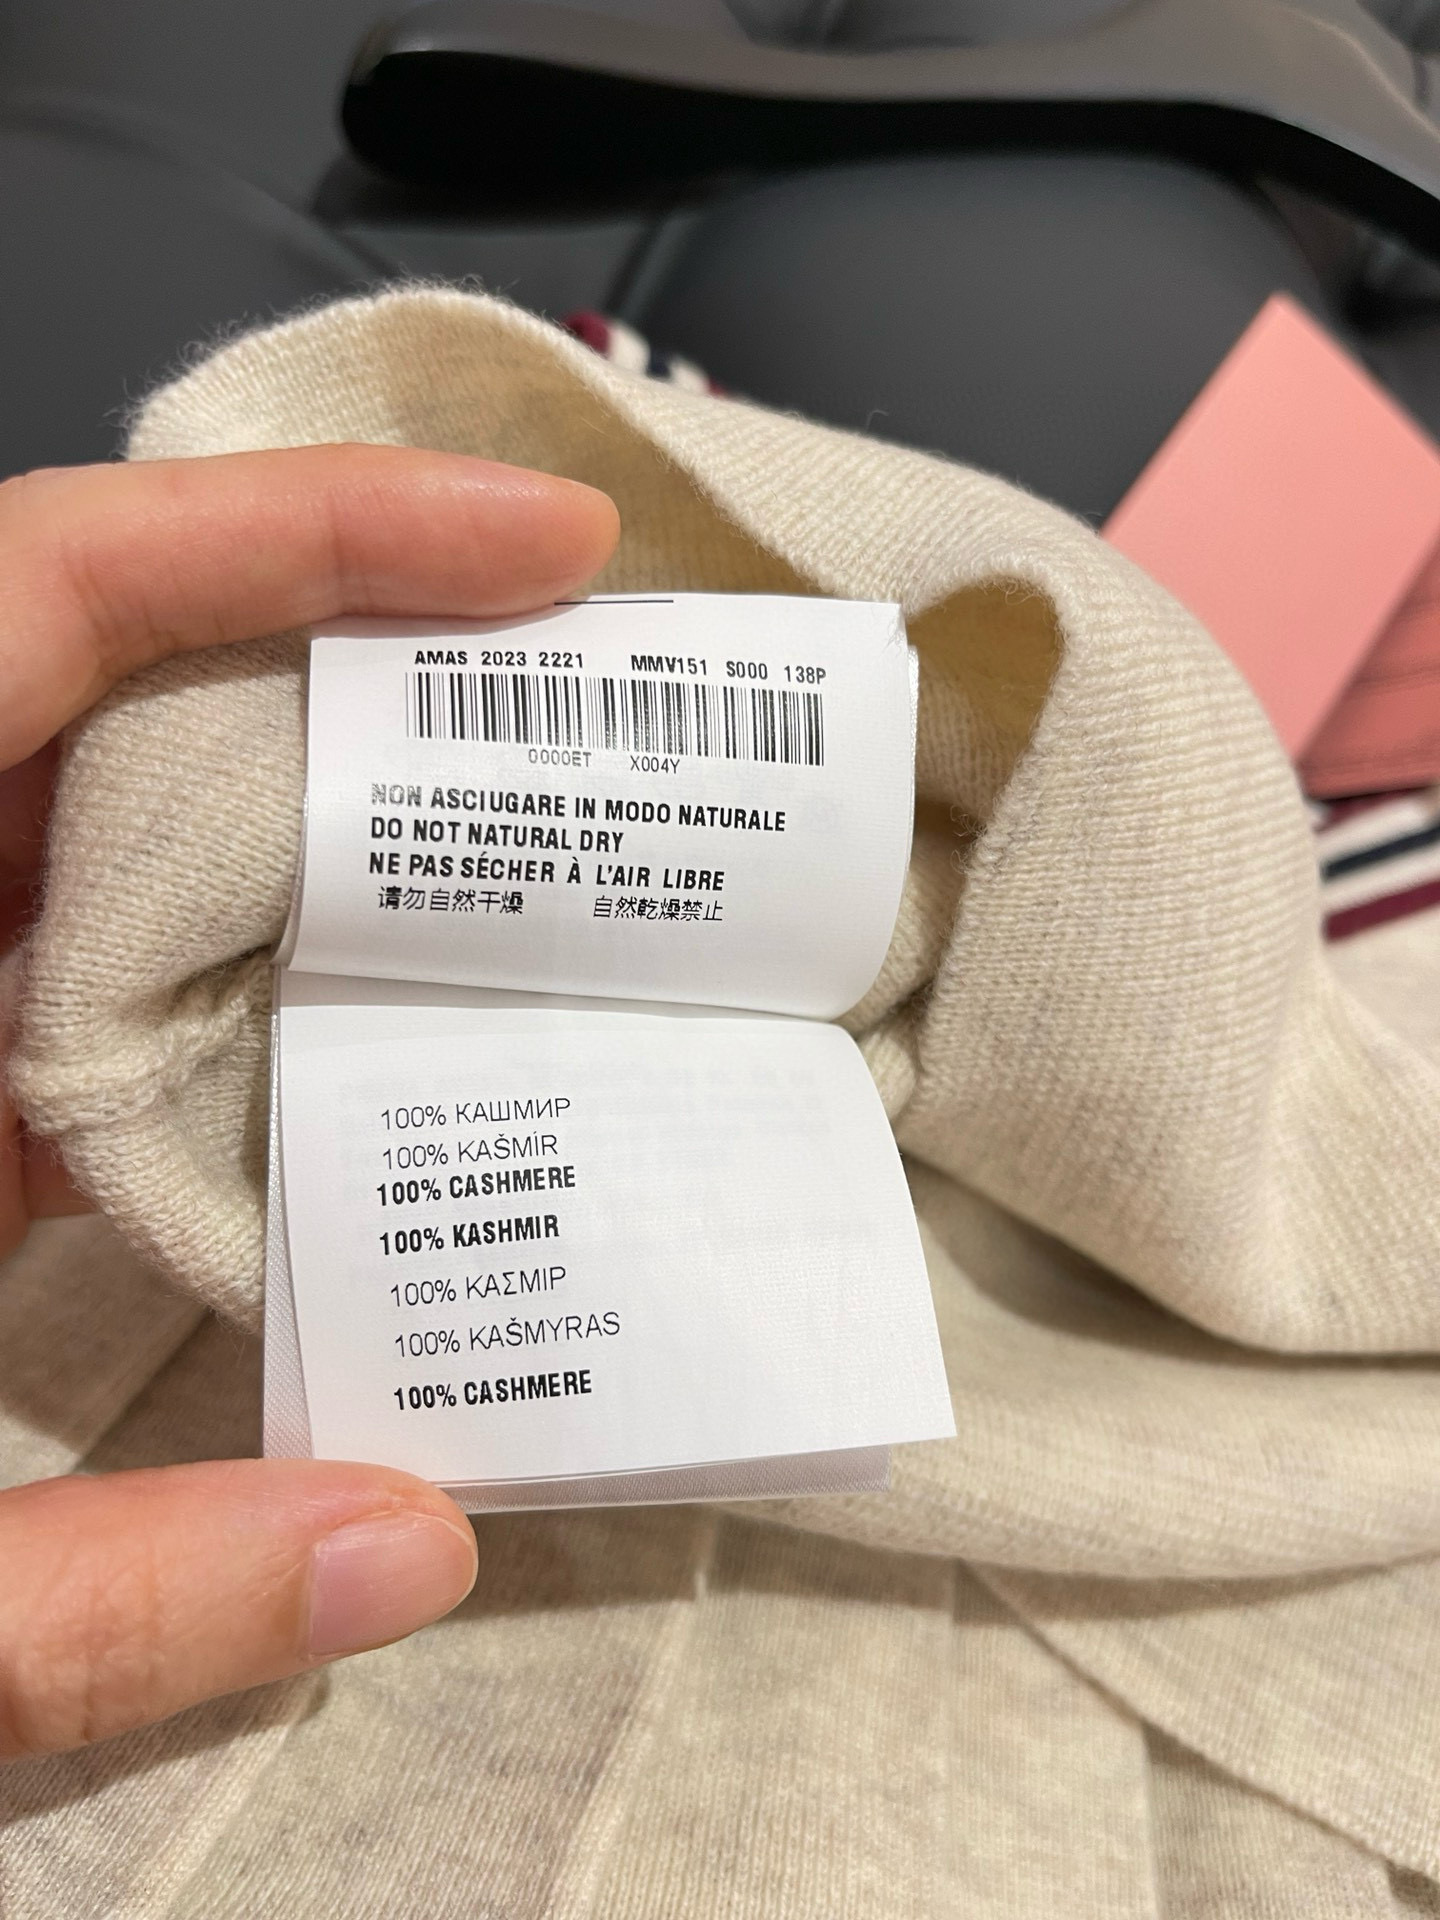 AMAS 2023 2221 MMV151 S000 138P
0000ET X004Y
NON ASCIUGARE IN MODO NATURALE
DO NOT NATURAL DRY
NE PAS SÉCHER À L'AIR LIBRE
请勿自然干燥 自然乾燥禁止
100% КАШМИР
100% KAŠMÍR
100% CASHMERE
100% KASHMIR
100% ΚΑΣΜΙΡ
100% KAŠMYRAS
100% CASHMERE